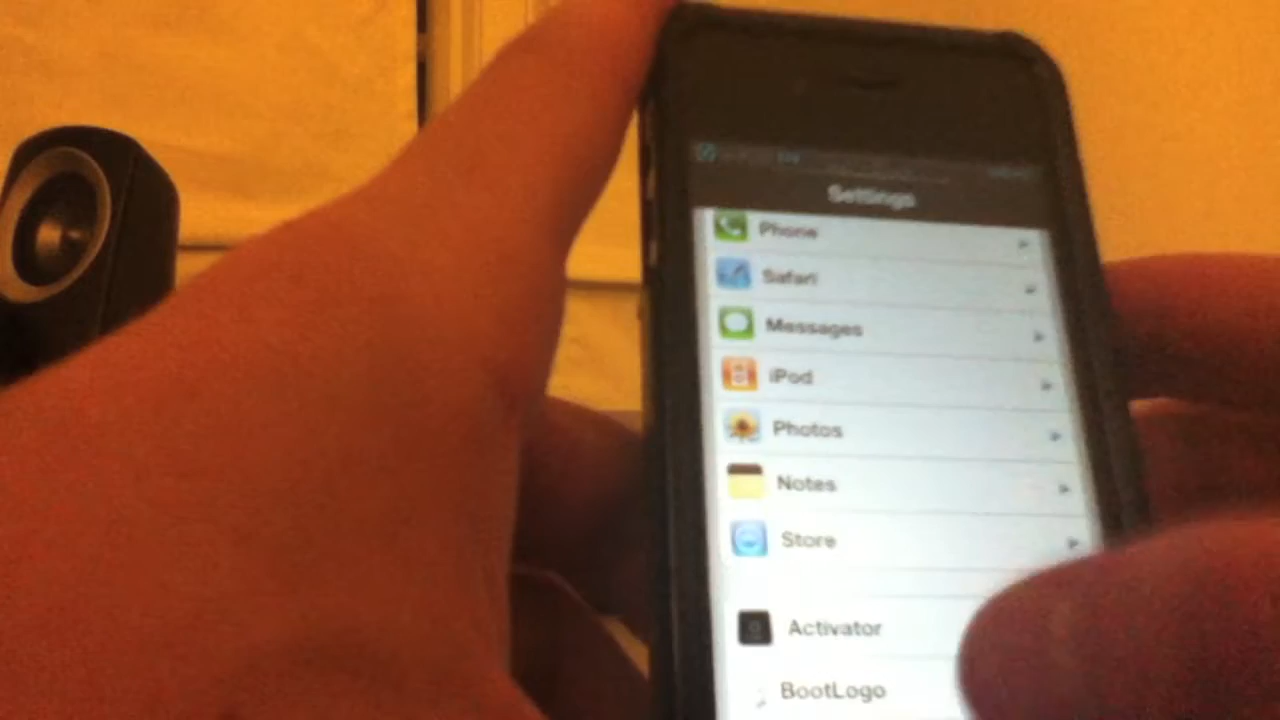 Settings
Phone
Safari
Messages
iPod
Photos
Notes
Store
Activator
BootLogo